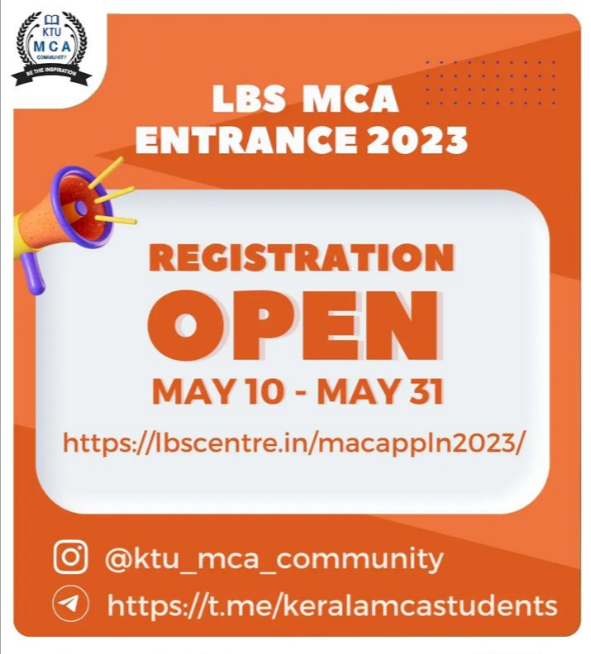 KTU
MCA
COMMUNITY
BE THE INSPIRATION
LBS MCA
ENTRANCE 2023
REGISTRATION
OPEN
MAY 10 - MAY 31
https://lbscentre.in/macappln2023/
@ktu_mca_community
https://t.me/keralamcastudents